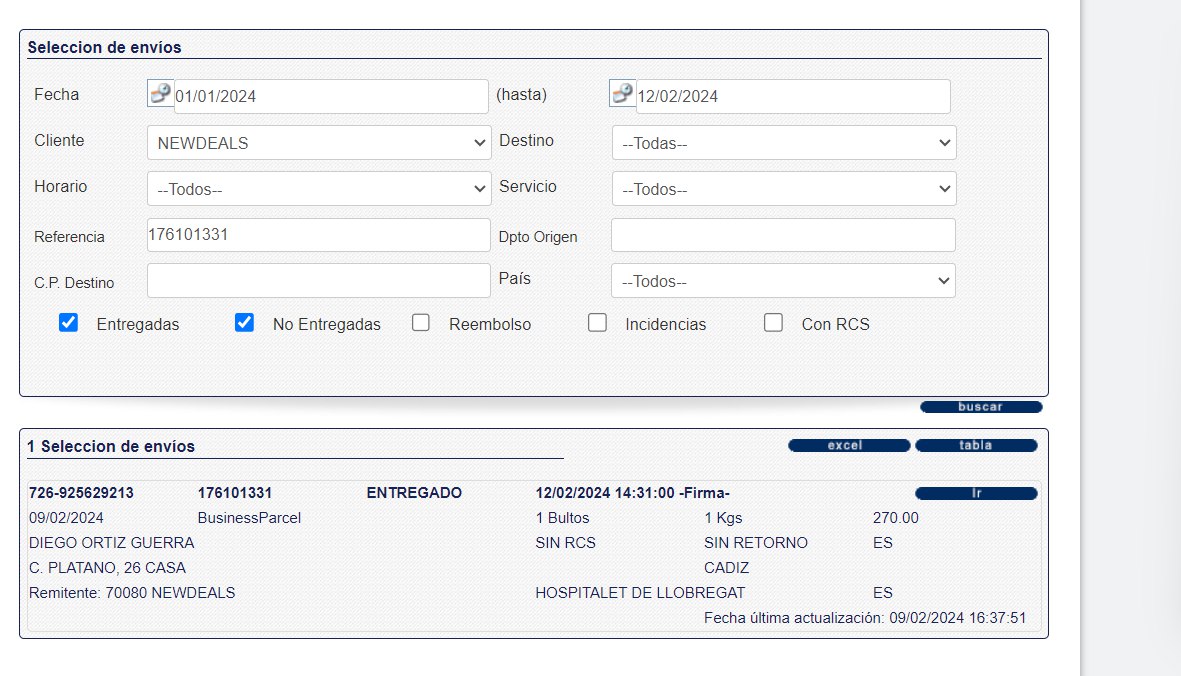 Seleccion de envíos
Fecha 01/01/2024 (hasta) 12/02/2024
Cliente NEWDEALS Destino --Todas--
Horario --Todos-- Servicio --Todos--
Referencia 176101331 Dpto Origen
C.P. Destino País --Todos--
Entregadas No Entregadas Reembolso Incidencias Con RCS
buscar
1 Seleccion de envíos excel tabla
726-925629213 176101331 ENTREGADO 12/02/2024 14:31:00 -Firma- Ir
09/02/2024 BusinessParcel 1 Bultos 1 Kgs 270.00
DIEGO ORTIZ GUERRA SIN RCS SIN RETORNO ES
C. PLATANO, 26 CASA CADIZ
Remitente: 70080 NEWDEALS HOSPITALET DE LLOBREGAT ES
Fecha última actualización: 09/02/2024 16:37:51